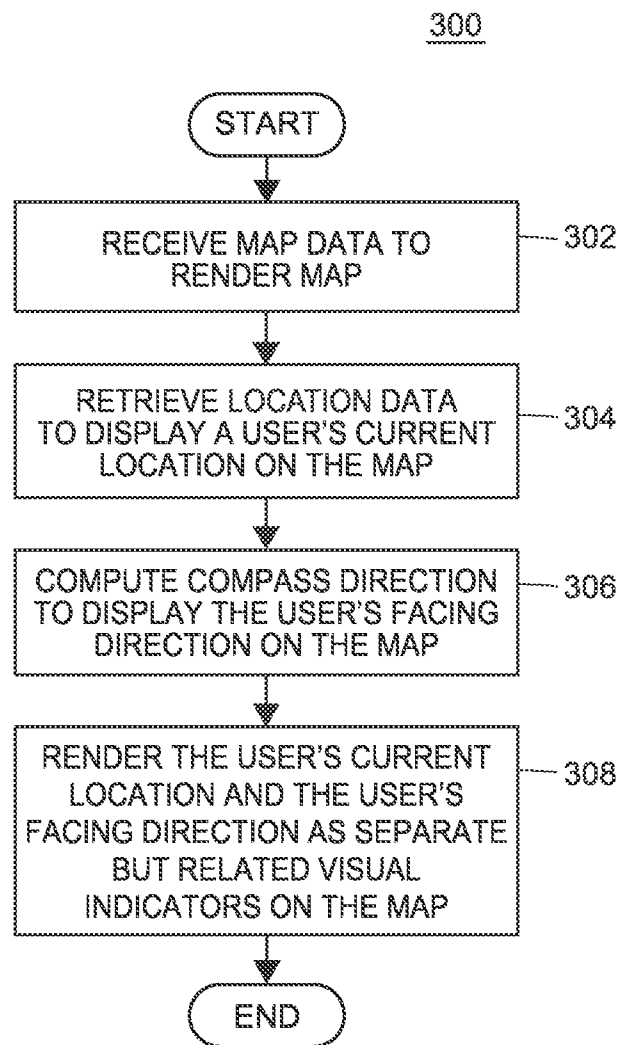 300
START
RECEIVE MAP DATA TO
RENDER MAP
302
RETRIEVE LOCATION DATA
TO DISPLAY A USER'S CURRENT
LOCATION ON THE MAP
304
COMPUTE COMPASS DIRECTION
TO DISPLAY THE USER'S FACING
DIRECTION ON THE MAP
306
RENDER THE USER'S CURRENT
LOCATION AND THE USER'S
FACING DIRECTION AS SEPARATE
BUT RELATED VISUAL
INDICATORS ON THE MAP
308
END